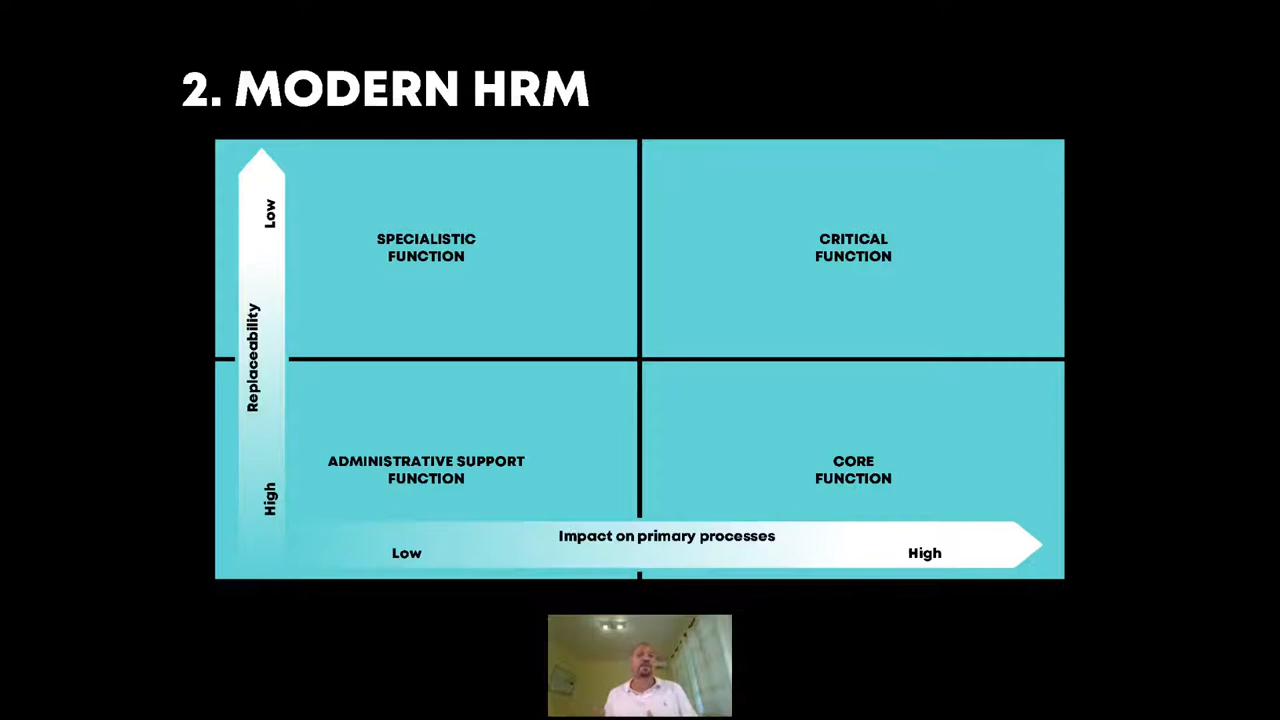 2. MODERN HRM
Low
SPECIALISTIC
FUNCTION
CRITICAL
FUNCTION
Replaceability
ADMINISTRATIVE SUPPORT
FUNCTION
CORE
FUNCTION
High
Impact on primary processes
Low
High